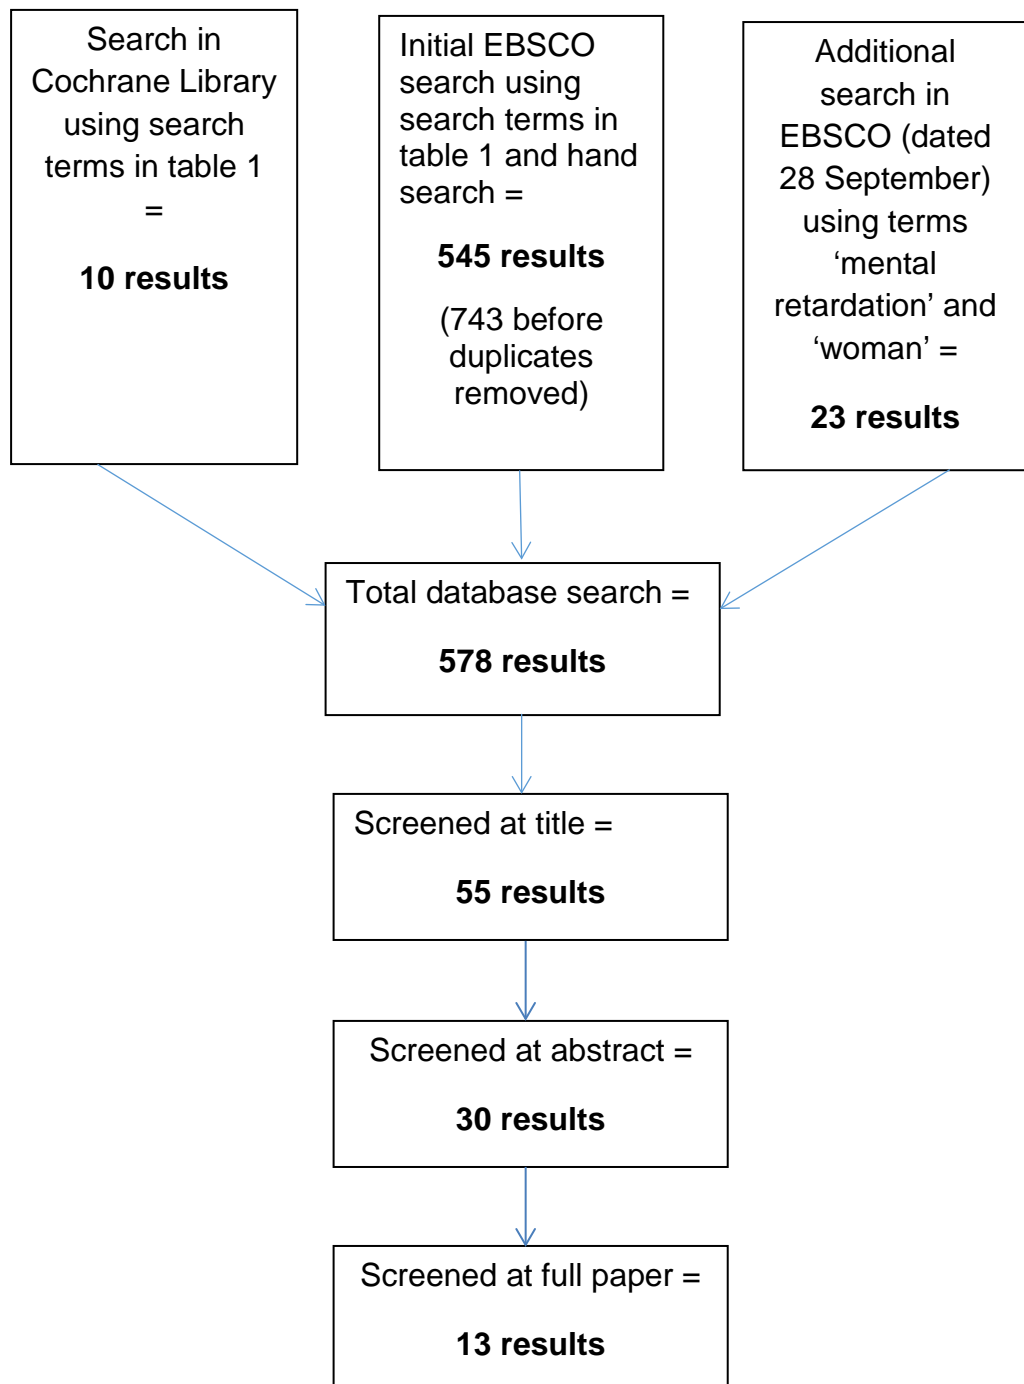 Search in
Cochrane Library
using search
terms in table 1
=
10 results
Initial EBSCO
search using
search terms in
table 1 and hand
search =
545 results
(743 before
duplicates
removed)
Additional
search in
EBSCO (dated
28 September)
using terms
‘mental
retardation’ and
‘woman’ =
23 results
Total database search =
578 results
Screened at title =
55 results
Screened at abstract =
30 results
Screened at full paper =
13 results